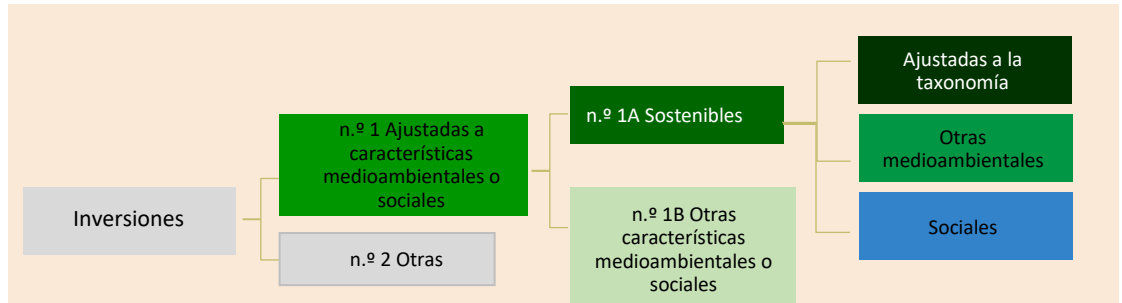 Inversiones
n.º 1 Ajustadas a
características
medioambientales o
sociales
n.º 2 Otras
n.º 1A Sostenibles
n.º 1B Otras
características
medioambientales o
sociales
Ajustadas a la
taxonomía
Otras
medioambientales
Sociales